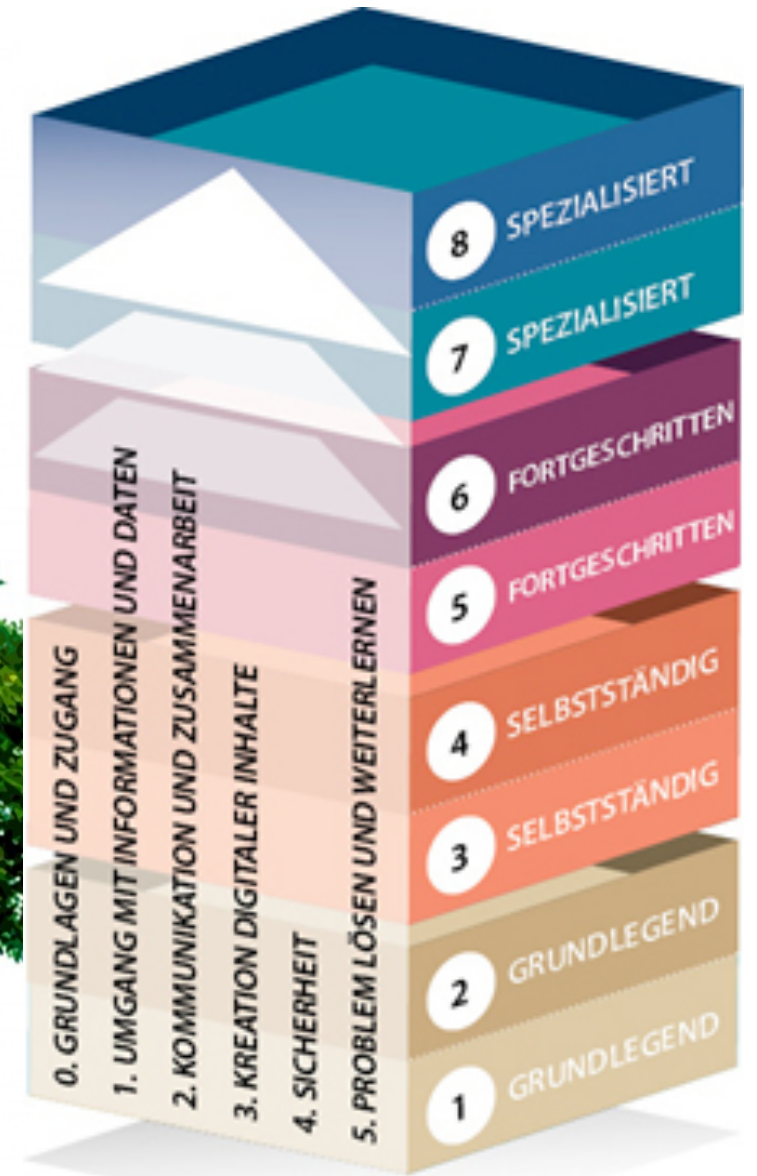 8 SPEZIALISIERT
7 SPEZIALISIERT
6 FORTGESCHRITTEN
5 FORTGESCHRITTEN
4 SELBSTSTÄNDIG
3 SELBSTSTÄNDIG
2 GRUNDLEGEND
1 GRUNDLEGEND
0. GRUNDLAGEN UND ZUGANG
1. UMGANG MIT INFORMATIONEN UND DATEN
2. KOMMUNIKATION UND ZUSAMMENARBEIT
3. KREATION DIGITALER INHALTE
4. SICHERHEIT
5. PROBLEM LÖSEN UND WEITERLERNEN